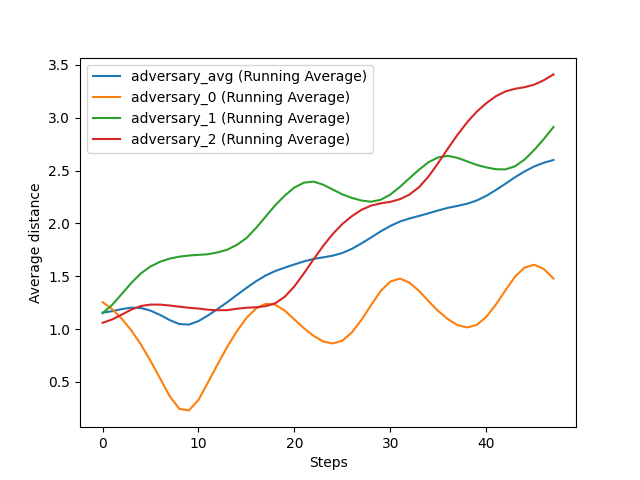 adversary_avg (Running Average)
adversary_0 (Running Average)
adversary_1 (Running Average)
adversary_2 (Running Average)
3.5
3.0
2.5
2.0
1.5
1.0
0.5
Average distance
0 10 20 30 40
Steps